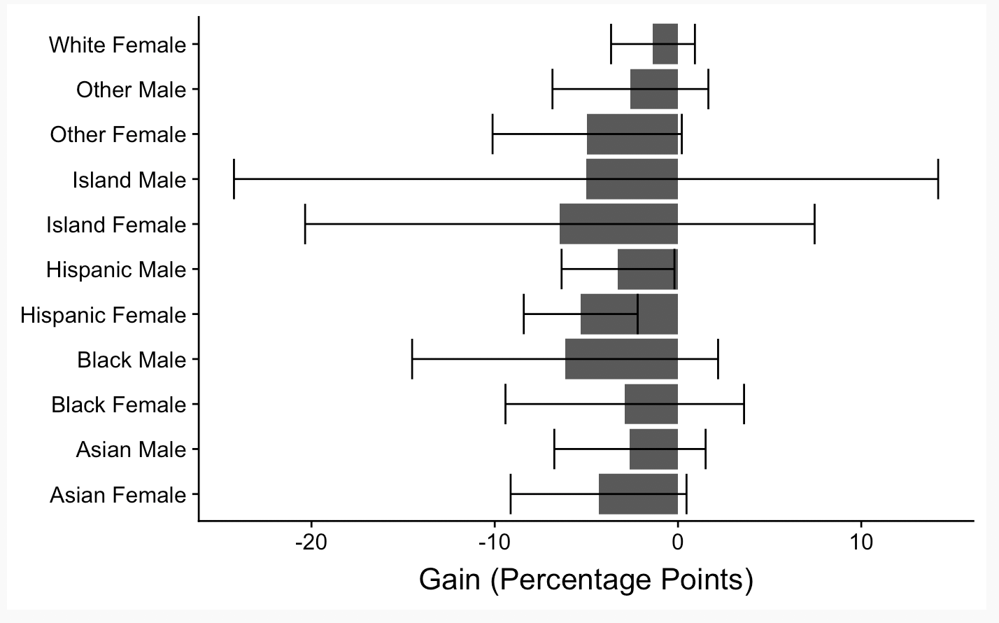 White Female
Other Male
Other Female
Island Male
Island Female
Hispanic Male
Hispanic Female
Black Male
Black Female
Asian Male
Asian Female
-20 -10 0 10
Gain (Percentage Points)